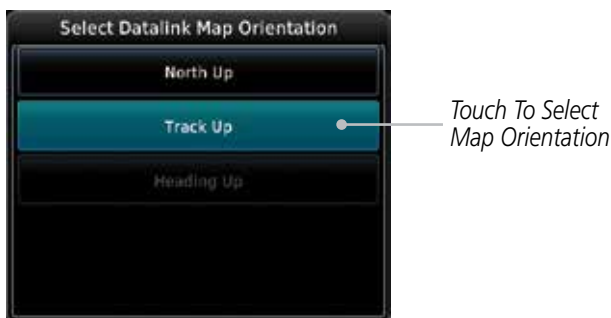 Select Datalink Map Orientation
North Up
Track Up
Touch To Select
Map Orientation
Heading Up